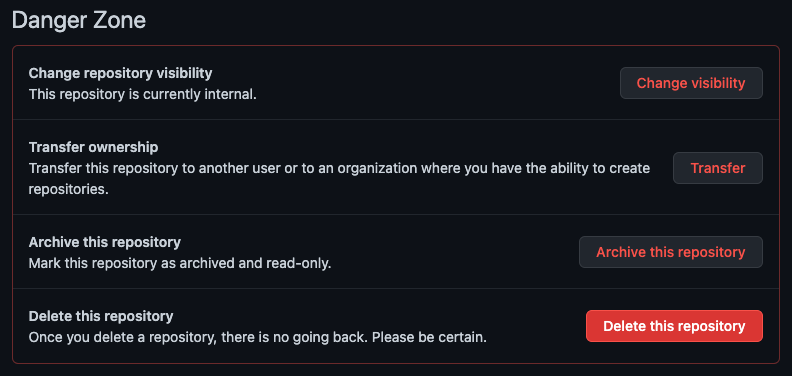 Danger Zone
Change repository visibility
This repository is currently internal.
Change visibility
Transfer ownership
Transfer this repository to another user or to an organization where you have the ability to create
repositories.
Transfer
Archive this repository
Mark this repository as archived and read-only.
Archive this repository
Delete this repository
Once you delete a repository, there is no going back. Please be certain.
Delete this repository